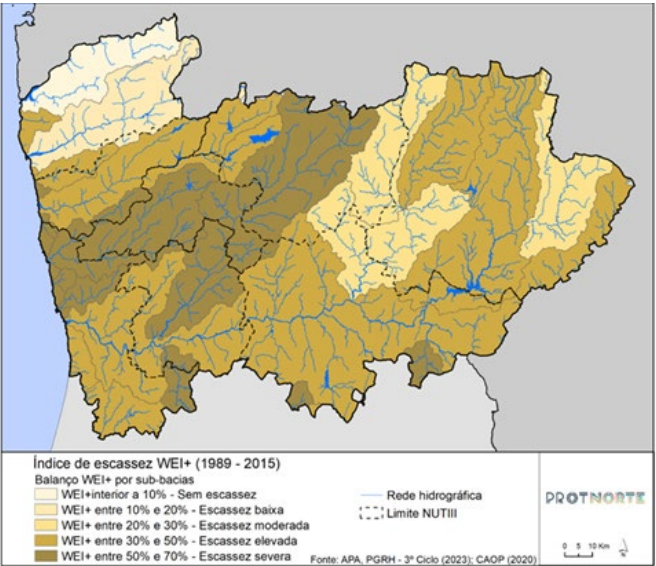 Índice de escassez WEI+ (1989 - 2015)
Balanço WEI+ por sub-bacias
WEI+interior a 10% - Sem escassez
WEI+ entre 10% e 20% - Escassez baixa
WEI+ entre 20% e 30% - Escassez moderada
WEI+ entre 30% e 50% - Escassez elevada
WEI+ entre 50% e 70% - Escassez severa
Rede hidrográfica
Limite NUTIII
Fonte: APA, PGRH - 3º Ciclo (2023); CAOP (2020)
PROTNORTE
0 5 10 Km